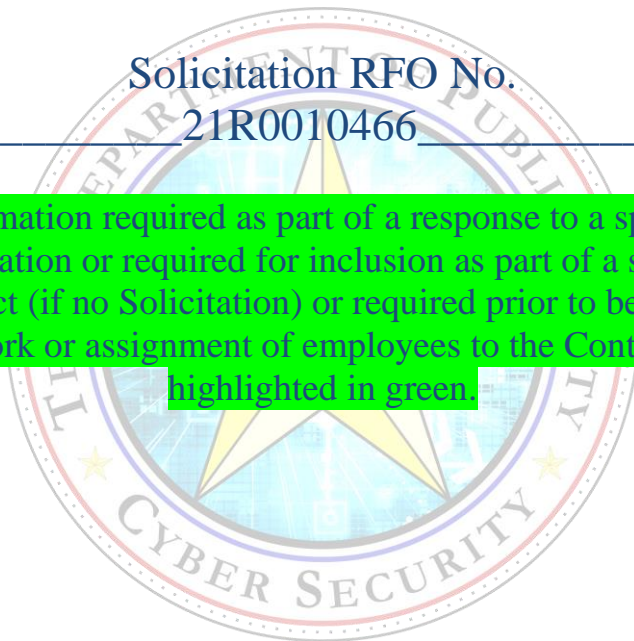 Solicitation RFO No.
21R0010466
mation required as part of a response to a sp
ation or required for inclusion as part of a s
ct (if no Solicitation) or required prior to be
ork or assignment of employees to the Cont
highlighted in green.
CYBER SECURITY